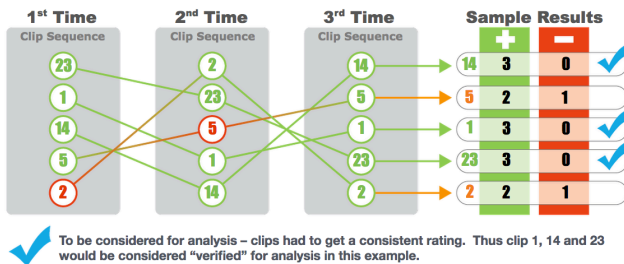 1st Time 2nd Time 3rd Time Sample Results
Clip Sequence Clip Sequence Clip Sequence + −
23 2 14 14 3 0
1 23 5 5 2 1
14 5 1 1 3 0
5 1 23 23 3 0
2 14 2 2 2 1
To be considered for analysis – clips had to get a consistent rating. Thus clip 1, 14 and 23
would be considered “verified” for analysis in this example.